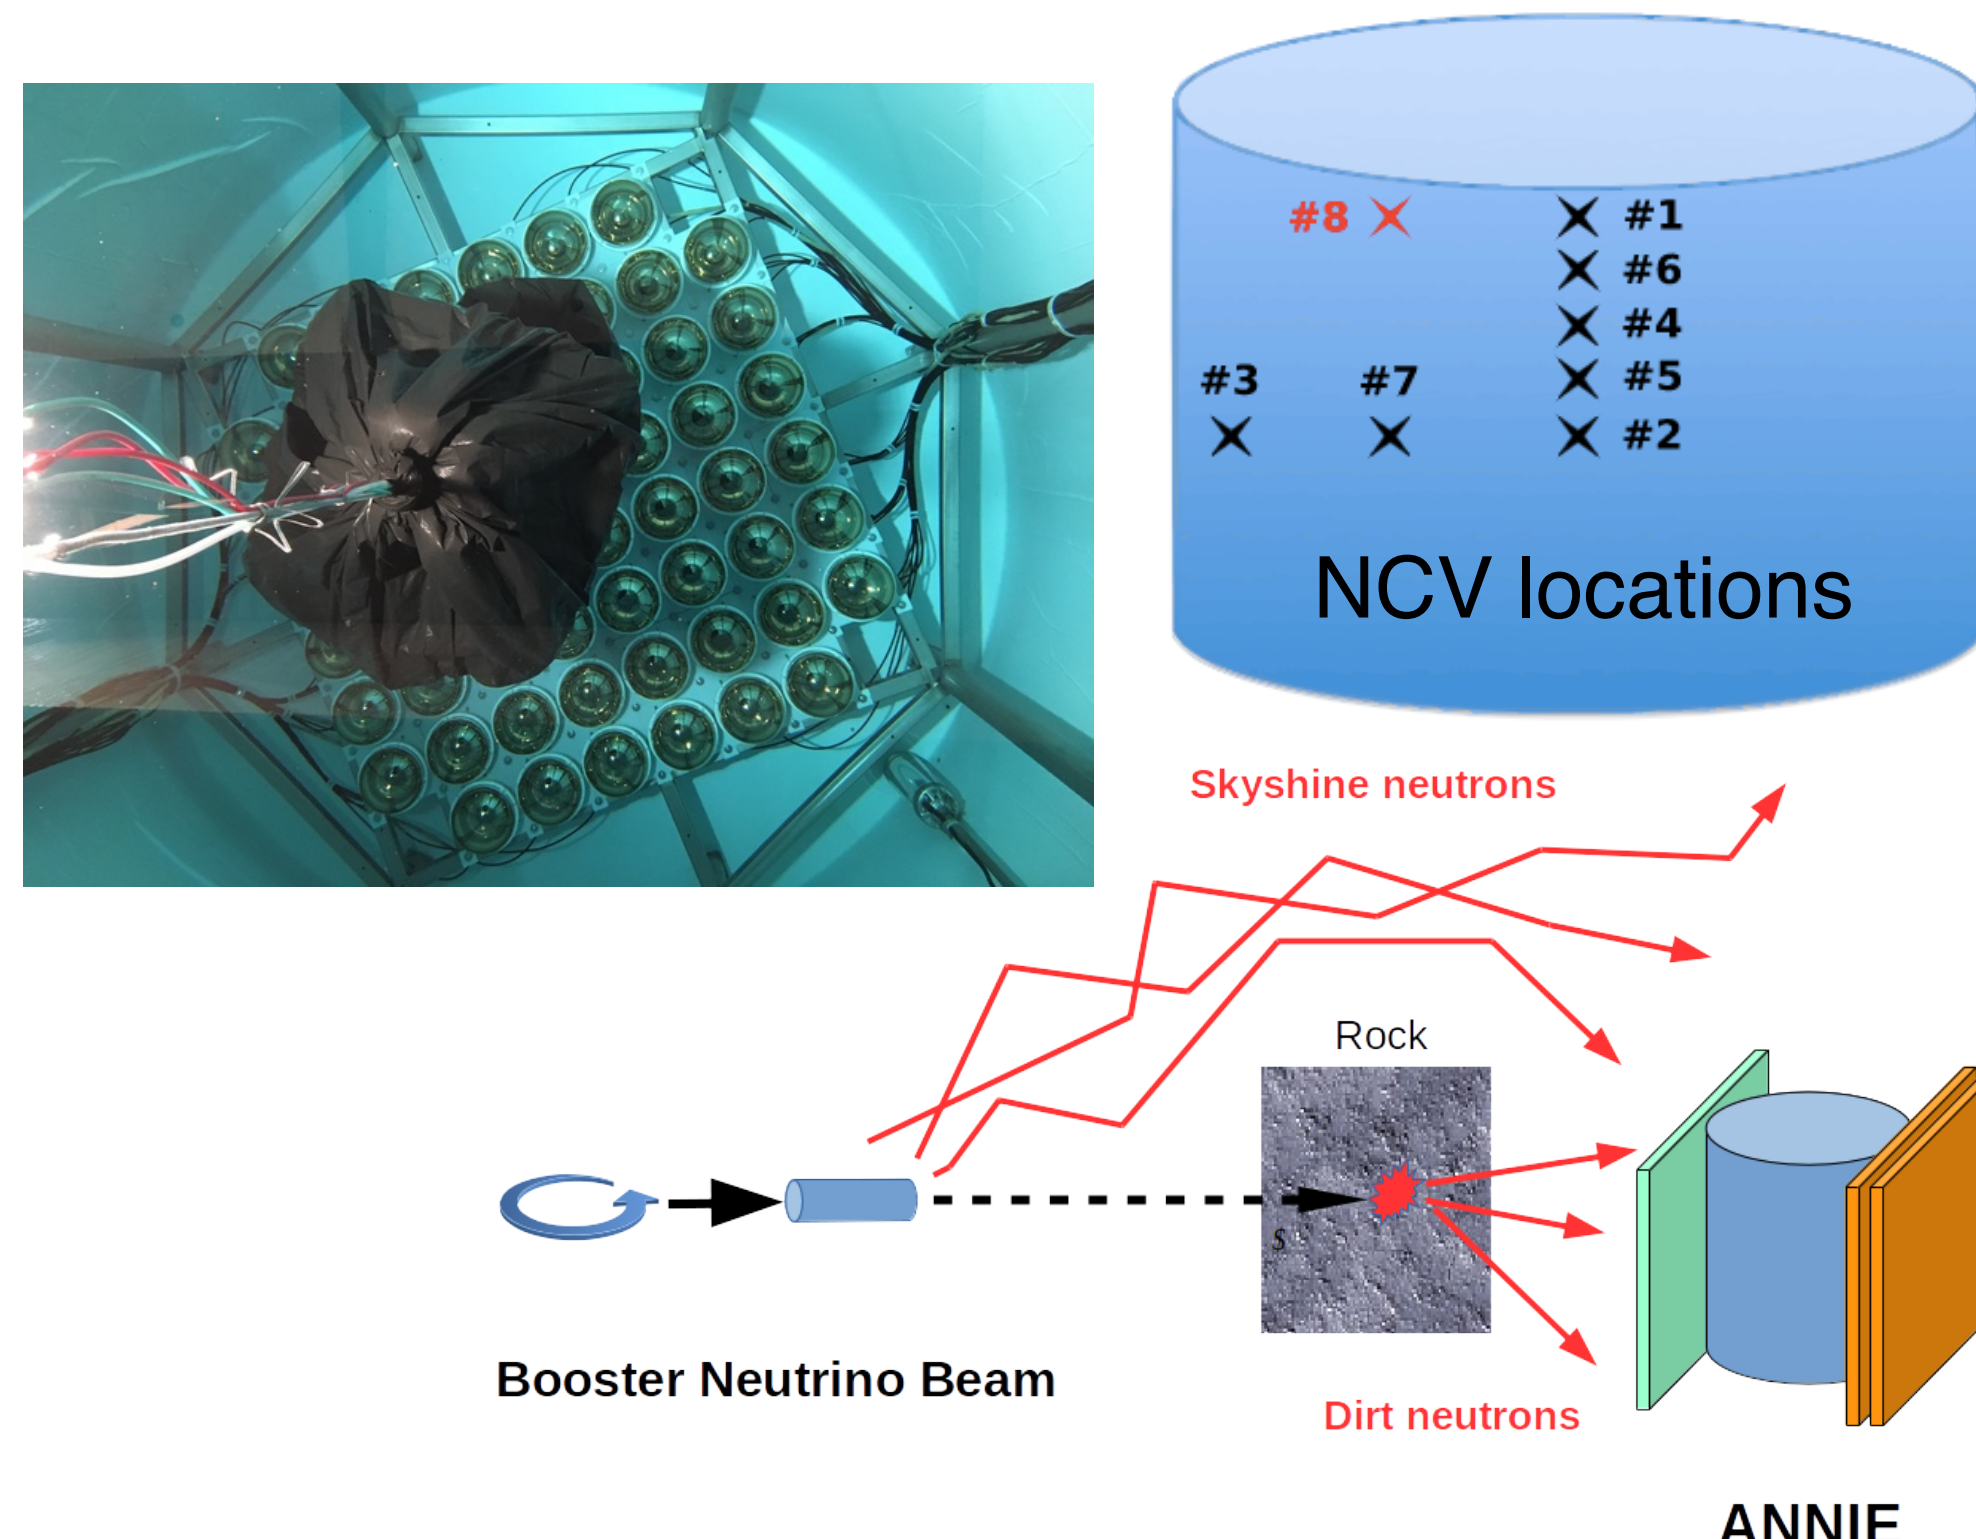 #8 #1
#6
#4
#3 #7 #5
#2
NCV locations
Skyshine neutrons
Rock
$
Booster Neutrino Beam
Dirt neutrons
ANNIE